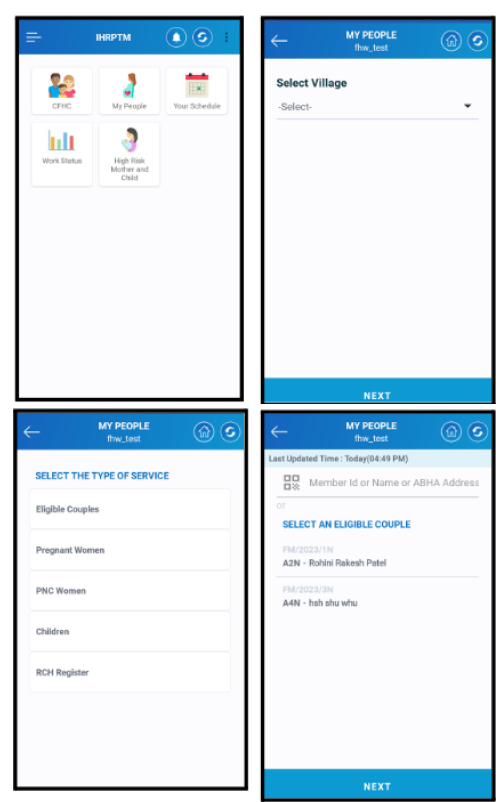 IHRPTM
CFHC
My People
Your Schedule
Work Status
High Risk
Mother and
Child
MY PEOPLE
fhw_test
Select Village
-Select-
NEXT
MY PEOPLE
fhw_test
SELECT THE TYPE OF SERVICE
Eligible Couples
Pregnant Women
PNC Women
Children
RCH Register
MY PEOPLE
fhw_test
Last Updated Time : Today(04:49 PM)
Member Id or Name or ABHA Address
or
SELECT AN ELIGIBLE COUPLE
FM/2023/1N
A2N - Rohini Rakesh Patel
FM/2023/3N
A4N - hsh shu whu
NEXT